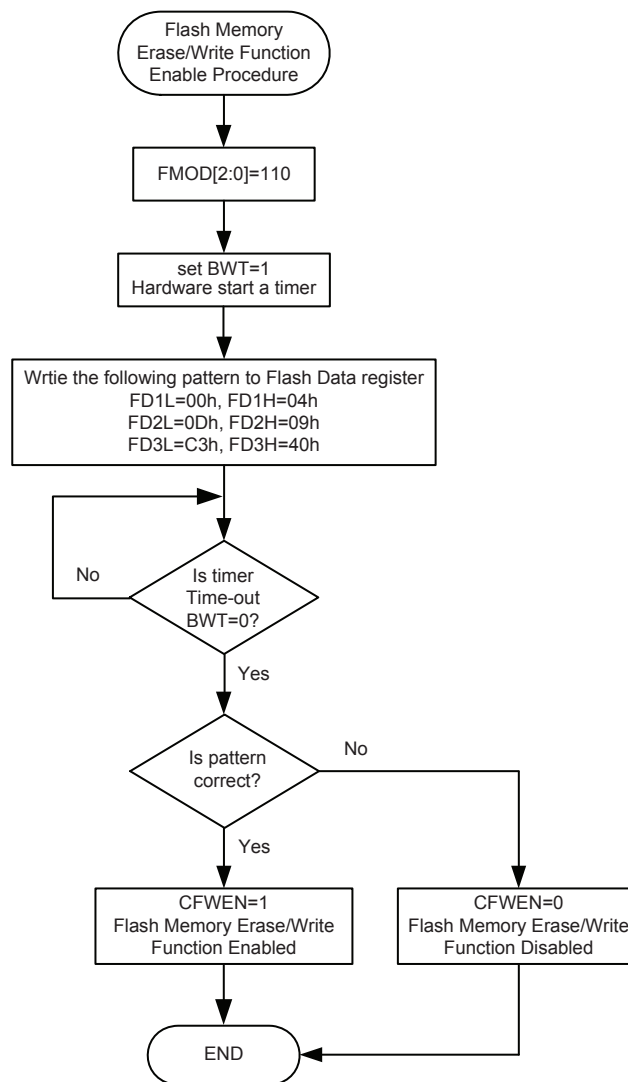 Flash Memory
Erase/Write Function
Enable Procedure
FMOD[2:0]=110
set BWT=1
Hardware start a timer
Wrtie the following pattern to Flash Data register
FD1L=00h, FD1H=04h
FD2L=0Dh, FD2H=09h
FD3L=C3h, FD3H=40h
No
Is timer
Time-out
BWT=0?
Yes
Is pattern
correct?
No
Yes
CFWEN=1
Flash Memory Erase/Write
Function Enabled
CFWEN=0
Flash Memory Erase/Write
Function Disabled
END